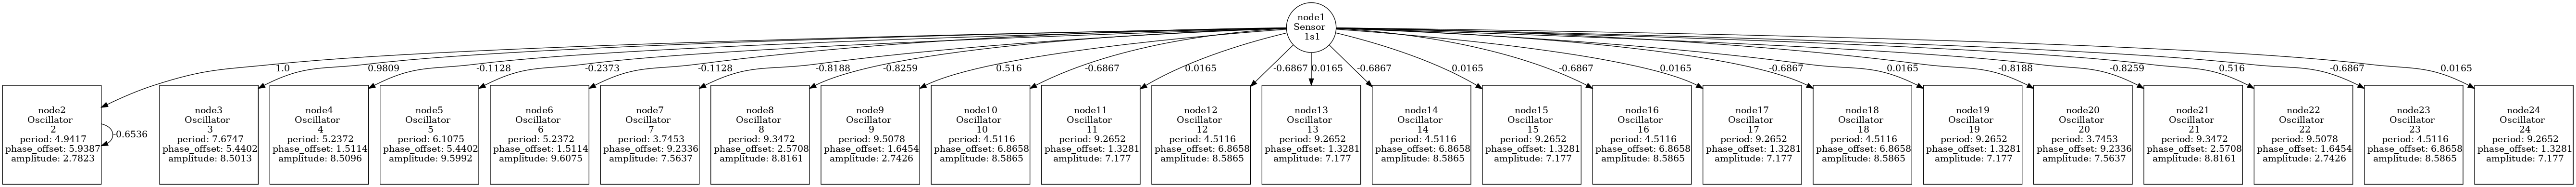 node1
Sensor
1s1
1.0
0.9809
-0.1128
-0.2373
-0.1128
-0.8188
-0.8259
0.516
-0.6867
0.0165
-0.6867
0.0165
-0.6867
0.0165
-0.6867
0.0165
-0.6867
0.0165
-0.8188
-0.8259
0.516
-0.6867
0.0165
node2
Oscillator
2
period: 4.9417
phase_offset: 5.9387
amplitude: 2.7823
-0.6536
node3
Oscillator
3
period: 7.6747
phase_offset: 5.4402
amplitude: 8.5013
node4
Oscillator
4
period: 5.2372
phase_offset: 1.5114
amplitude: 8.5096
node5
Oscillator
5
period: 6.1075
phase_offset: 5.4402
amplitude: 9.5992
node6
Oscillator
6
period: 5.2372
phase_offset: 1.5114
amplitude: 9.6075
node7
Oscillator
7
period: 3.7453
phase_offset: 9.2336
amplitude: 7.5637
node8
Oscillator
8
period: 9.3472
phase_offset: 2.5708
amplitude: 8.8161
node9
Oscillator
9
period: 9.5078
phase_offset: 1.6454
amplitude: 2.7426
node10
Oscillator
10
period: 4.5116
phase_offset: 6.8658
amplitude: 8.5865
node11
Oscillator
11
period: 9.2652
phase_offset: 1.3281
amplitude: 7.177
node12
Oscillator
12
period: 4.5116
phase_offset: 6.8658
amplitude: 8.5865
node13
Oscillator
13
period: 9.2652
phase_offset: 1.3281
amplitude: 7.177
node14
Oscillator
14
period: 4.5116
phase_offset: 6.8658
amplitude: 8.5865
node15
Oscillator
15
period: 9.2652
phase_offset: 1.3281
amplitude: 7.177
node16
Oscillator
16
period: 4.5116
phase_offset: 6.8658
amplitude: 8.5865
node17
Oscillator
17
period: 9.2652
phase_offset: 1.3281
amplitude: 7.177
node18
Oscillator
18
period: 4.5116
phase_offset: 6.8658
amplitude: 8.5865
node19
Oscillator
19
period: 9.2652
phase_offset: 1.3281
amplitude: 7.177
node20
Oscillator
20
period: 3.7453
phase_offset: 9.2336
amplitude: 7.5637
node21
Oscillator
21
period: 9.3472
phase_offset: 2.5708
amplitude: 8.8161
node22
Oscillator
22
period: 9.5078
phase_offset: 1.6454
amplitude: 2.7426
node23
Oscillator
23
period: 4.5116
phase_offset: 6.8658
amplitude: 8.5865
node24
Oscillator
24
period: 9.2652
phase_offset: 1.3281
amplitude: 7.177